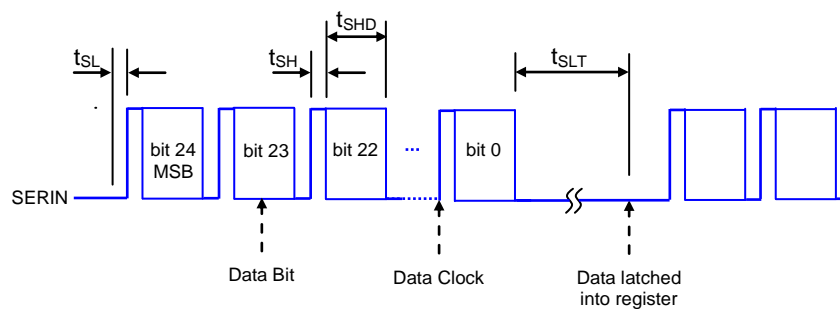 tSHD
tSL
tSH
tSLT
bit 24
MSB
bit 23
bit 22
...
bit 0
SERIN
Data Bit
Data Clock
Data latched
into register